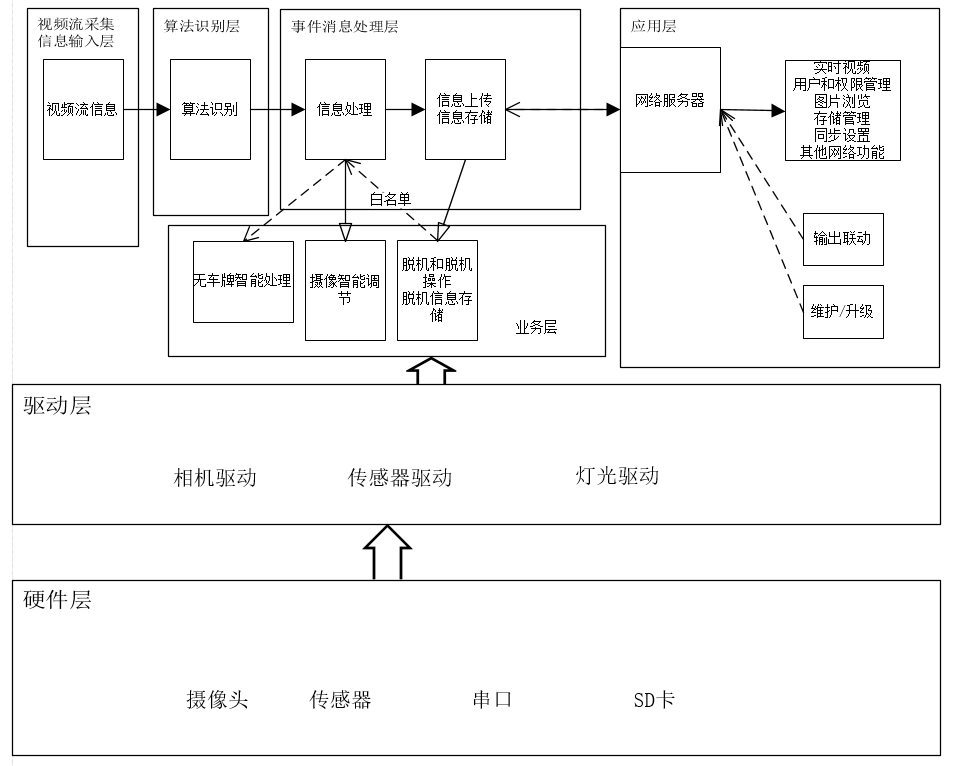 视频流采集
信息输入层
视频流信息
算法识别层
算法识别
事件消息处理层
信息处理
信息上传
信息存储
白名单
应用层
网络服务器
实时视频
用户和权限管理
图片浏览
存储管理
同步设置
其他网络功能
输出联动
维护/升级
无车牌智能处理
摄像智能调
节
脱机和脱机
操作
脱机信息存
储
业务层
驱动层
相机驱动
传感器驱动
灯光驱动
硬件层
摄像头
传感器
串口
SD卡